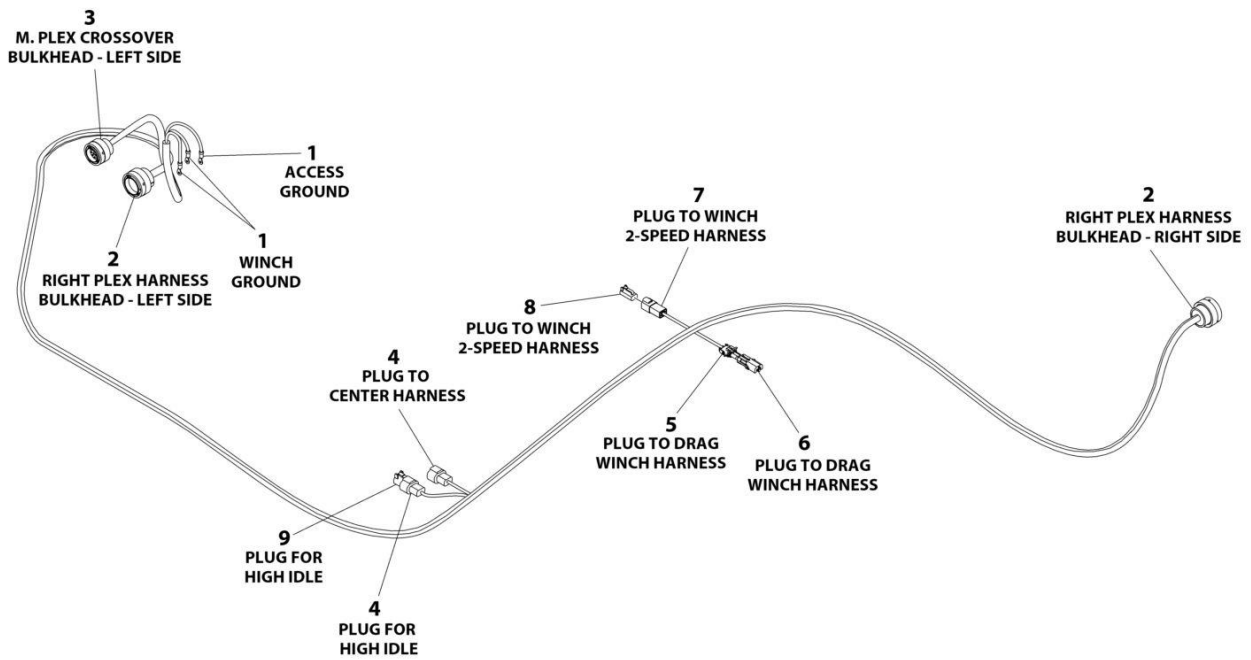 3
M. PLEX CROSSOVER
BULKHEAD - LEFT SIDE
1
ACCESS
GROUND
1
WINCH
GROUND
2
RIGHT PLEX HARNESS
BULKHEAD - LEFT SIDE
7
PLUG TO WINCH
2-SPEED HARNESS
2
RIGHT PLEX HARNESS
BULKHEAD - RIGHT SIDE
8
PLUG TO WINCH
2-SPEED HARNESS
4
PLUG TO
CENTER HARNESS
5
PLUG TO DRAG
WINCH HARNESS
6
PLUG TO DRAG
WINCH HARNESS
9
PLUG FOR
HIGH IDLE
4
PLUG FOR
HIGH IDLE